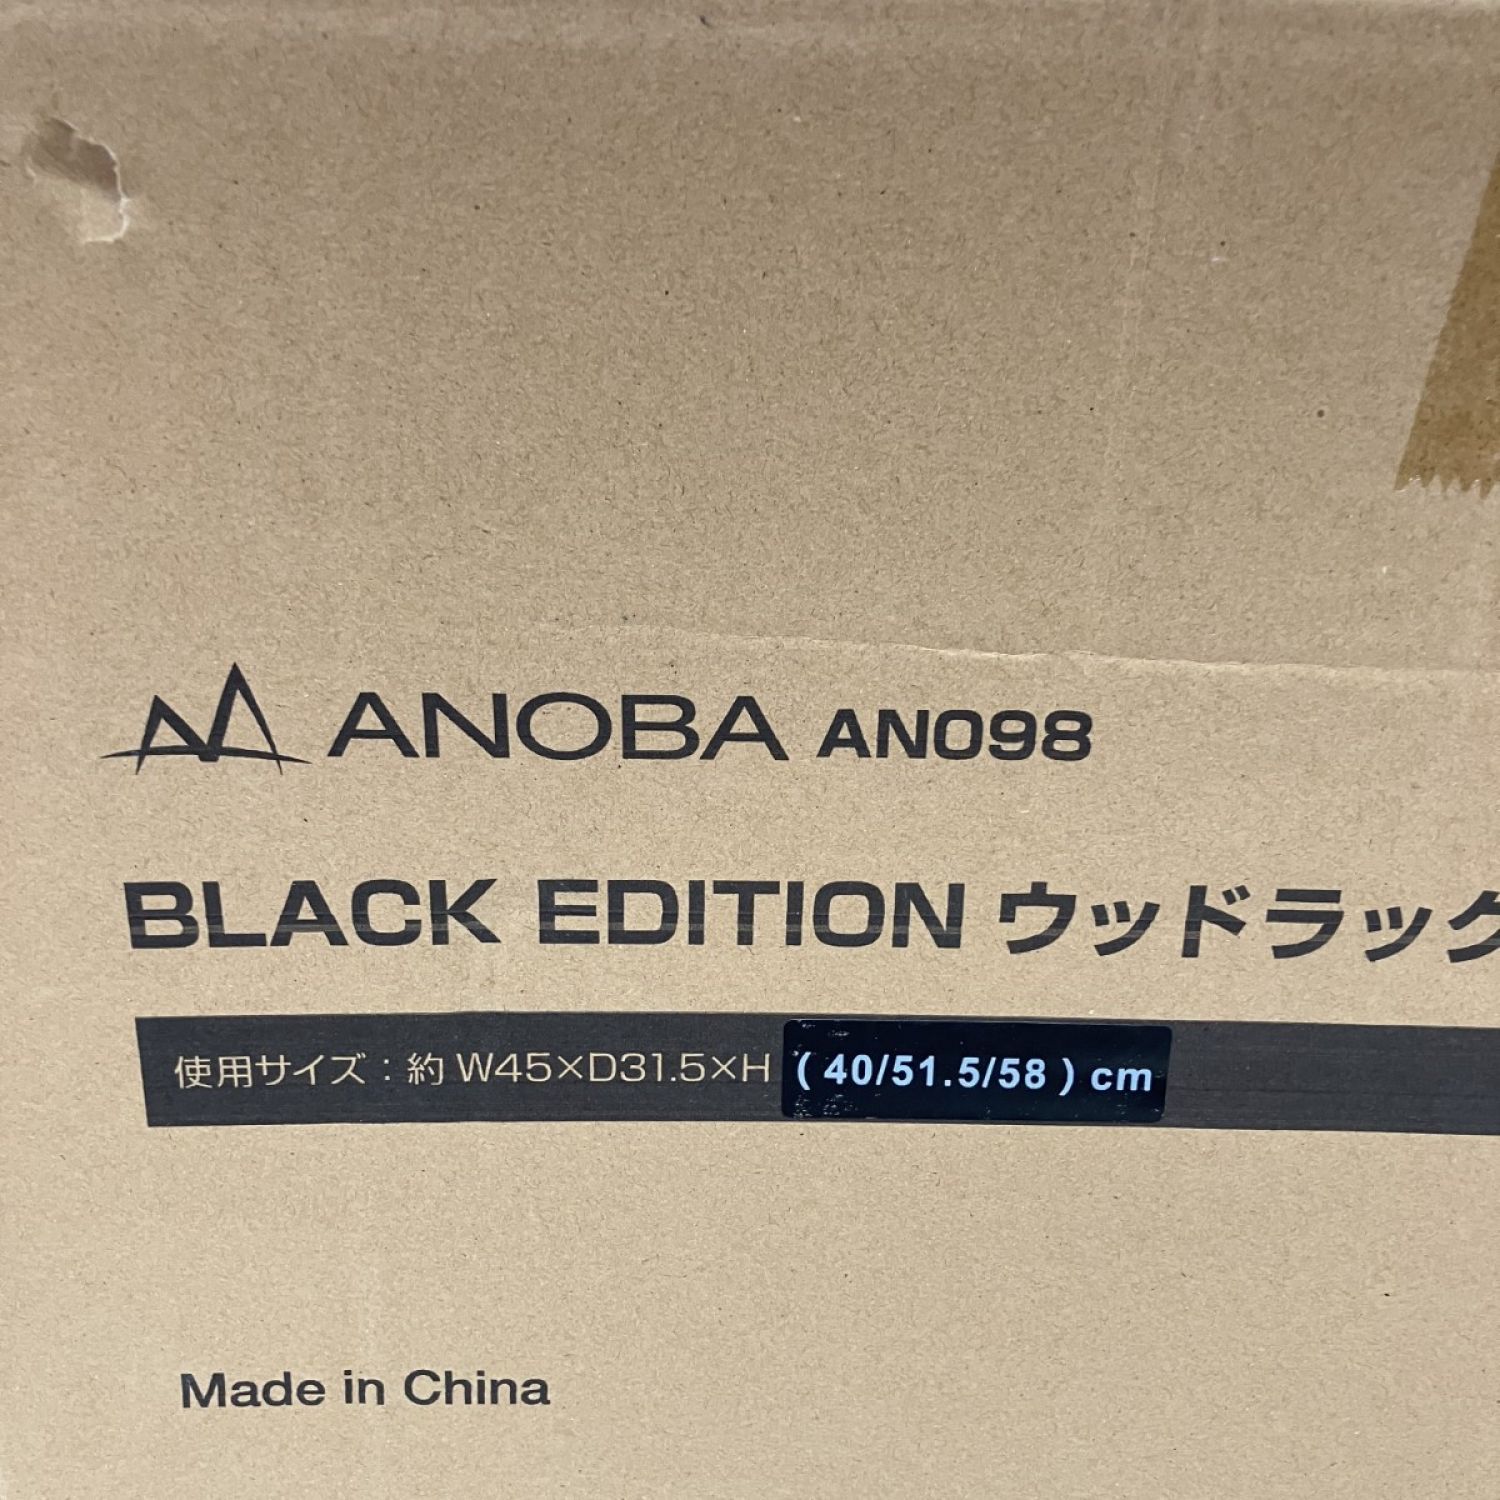 ANOBA AN098
BLACK EDITION ウッドラック
使用サイズ：約 W45×D31.5×H (40/51.5/58) cm
Made in China